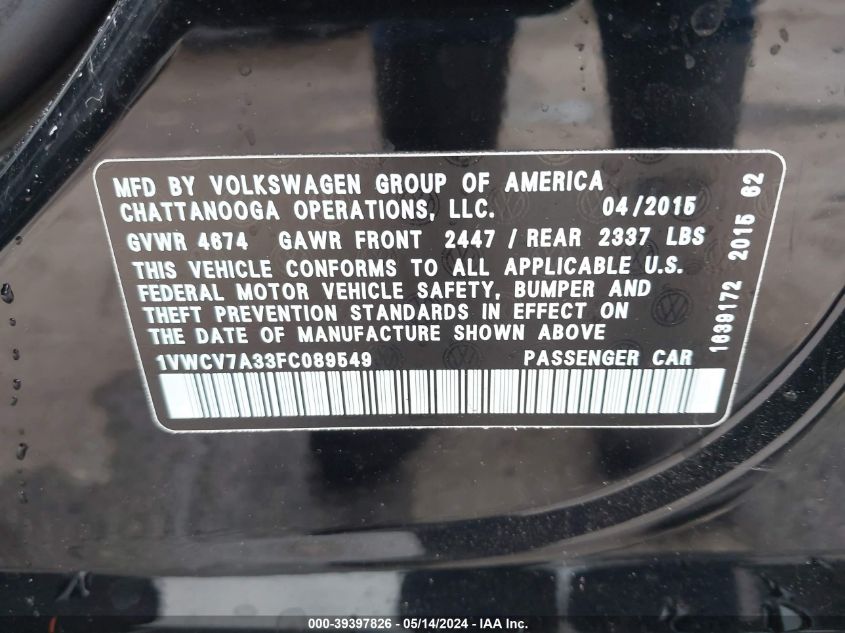 MFD BY VOLKSWAGEN GROUP OF AMERICA
CHATTANOOGA OPERATIONS, LLC. 04/2015
GVWR 4674 GAWR FRONT 2447 / REAR 2337 LBS
THIS VEHICLE CONFORMS TO ALL APPLICABLE U.S.
FEDERAL MOTOR VEHICLE SAFETY, BUMPER AND
THEFT PREVENTION STANDARDS IN EFFECT ON
THE DATE OF MANUFACTURE SHOWN ABOVE
1VWCV7A33FC089549 PASSENGER CAR
1639172 2015 62
000-39397826 - 05/14/2024 - IAA Inc.